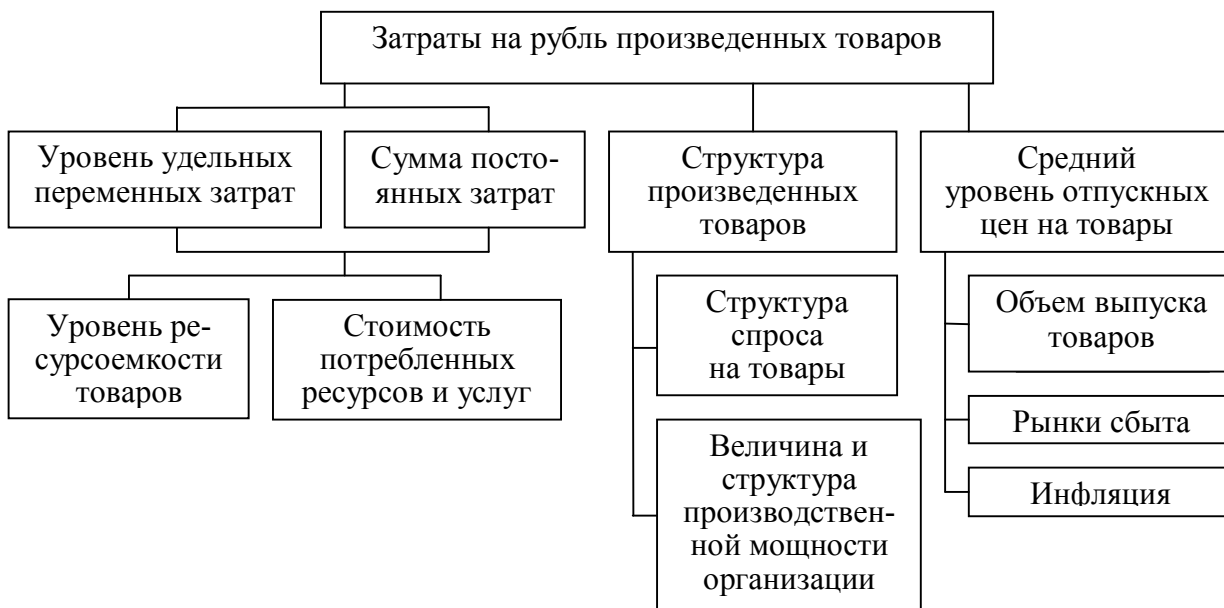 Затраты на рубль произведенных товаров
Уровень удельных
переменных затрат
Сумма посто-
янных затрат
Структура
произведенных
товаров
Средний
уровень отпускных
цен на товары
Уровень ре-
сурсоемкости
товаров
Стоимость
потребленных
ресурсов и услуг
Структура
спроса
на товары
Величина и
структура
производствен-
ной мощности
организации
Объем выпуска
товаров
Рынки сбыта
Инфляция